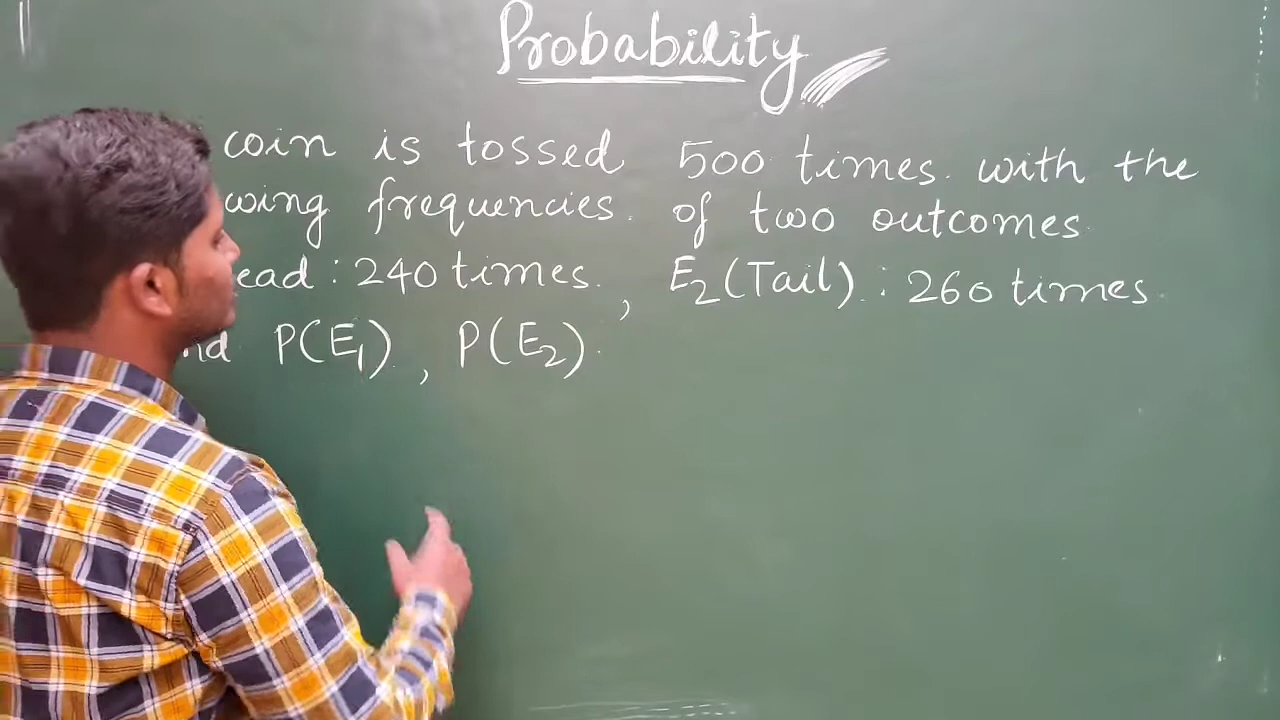 Probability
coin is tossed 500 times. with the
wing frequencies. of two outcomes
ead : 240 times. , E₂(Tail) : 260 times.
nd P(E₁) , P(E₂).